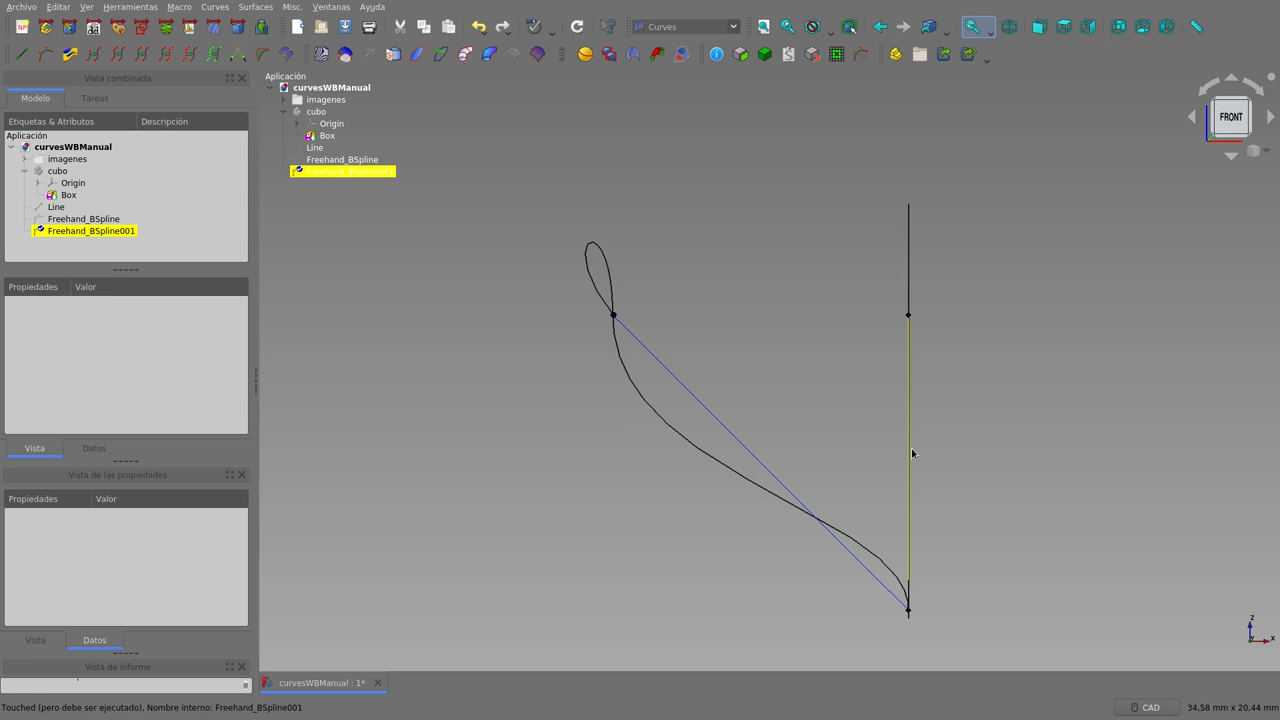 Archivo Editar Ver Herramientas Macro Curves Surfaces Misc. Ventanas Ayuda
Curves
Vista combinada
Modelo Tareas
Etiquetas & Atributos Descripción
Aplicación
curvesWBManual
imagenes
cubo
Origin
Box
Line
Freehand_BSpline
Freehand_BSpline001
Propiedades Valor
Vista Datos
Vista de las propiedades
Propiedades Valor
Vista Datos
Vista de informe
Aplicación
curvesWBManual
imagenes
cubo
Origin
Box
Line
Freehand_BSpline
Freehand_BSpline001
FRONT
z
x
curvesWBManual : 1*
Touched (pero debe ser ejecutado), Nombre interno: Freehand_BSpline001
CAD
34,58 mm x 20,44 mm